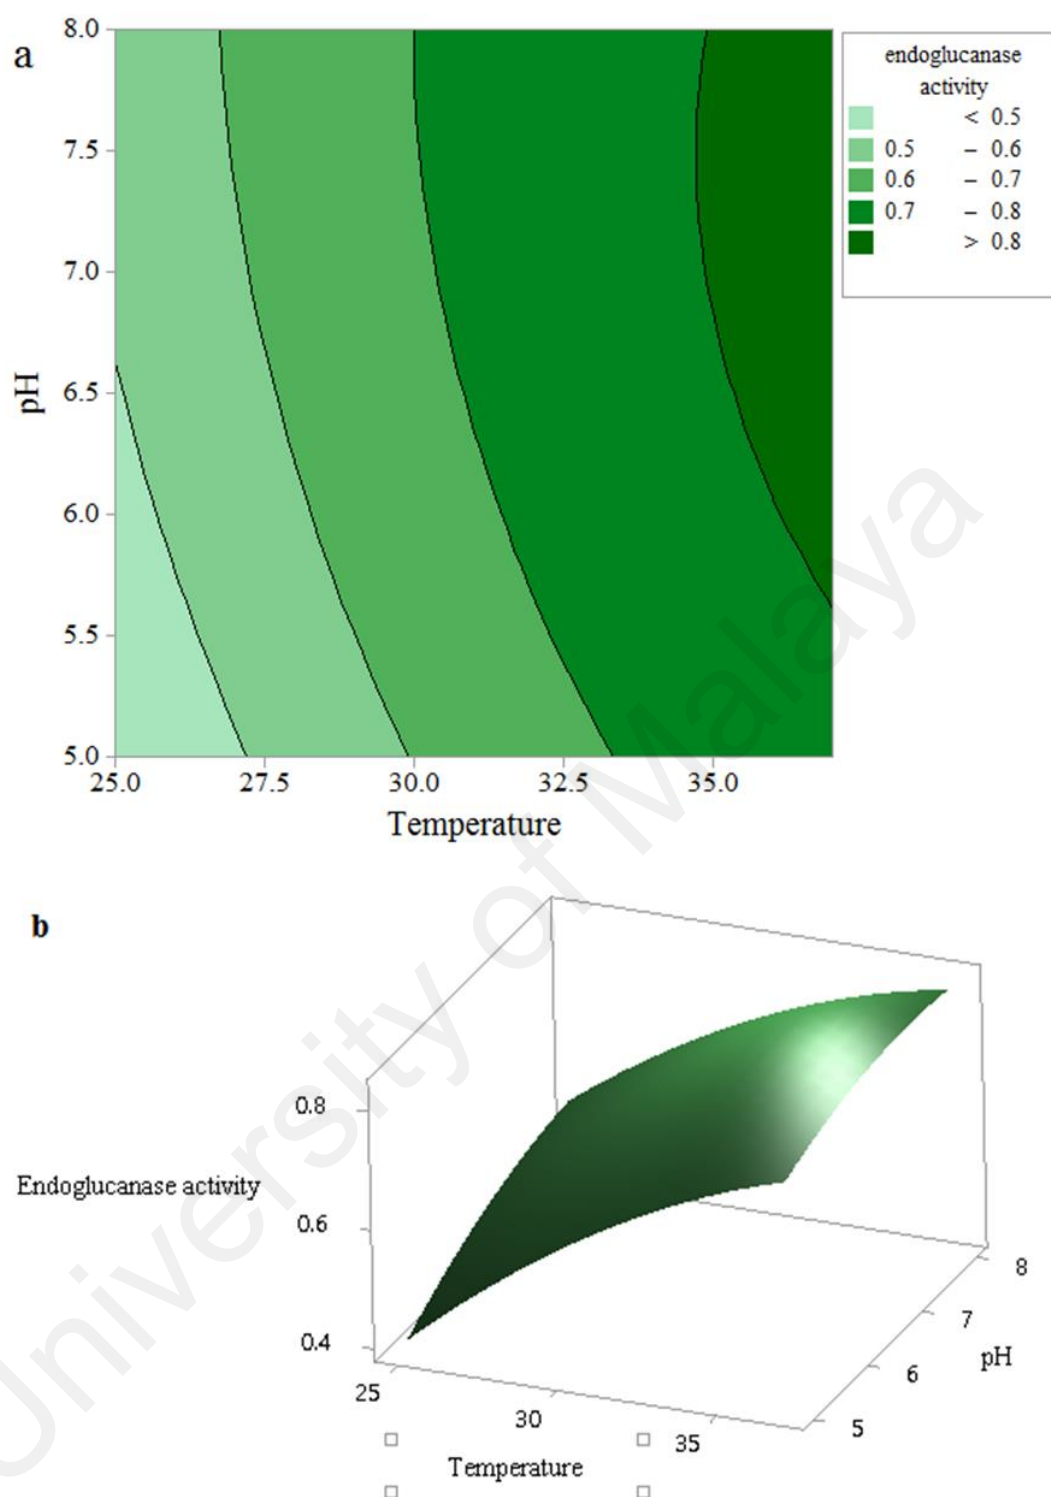 a
8.0
7.5
7.0
6.5
6.0
5.5
5.0
pH
25.0 27.5 30.0 32.5 35.0
Temperature
endoglucanase
activity
< 0.5
0.5 – 0.6
0.6 – 0.7
0.7 – 0.8
> 0.8
b
0.8
Endoglucanase activity
0.6
0.4
25
30
35
Temperature
8
7
6
5
pH
University of Malaya